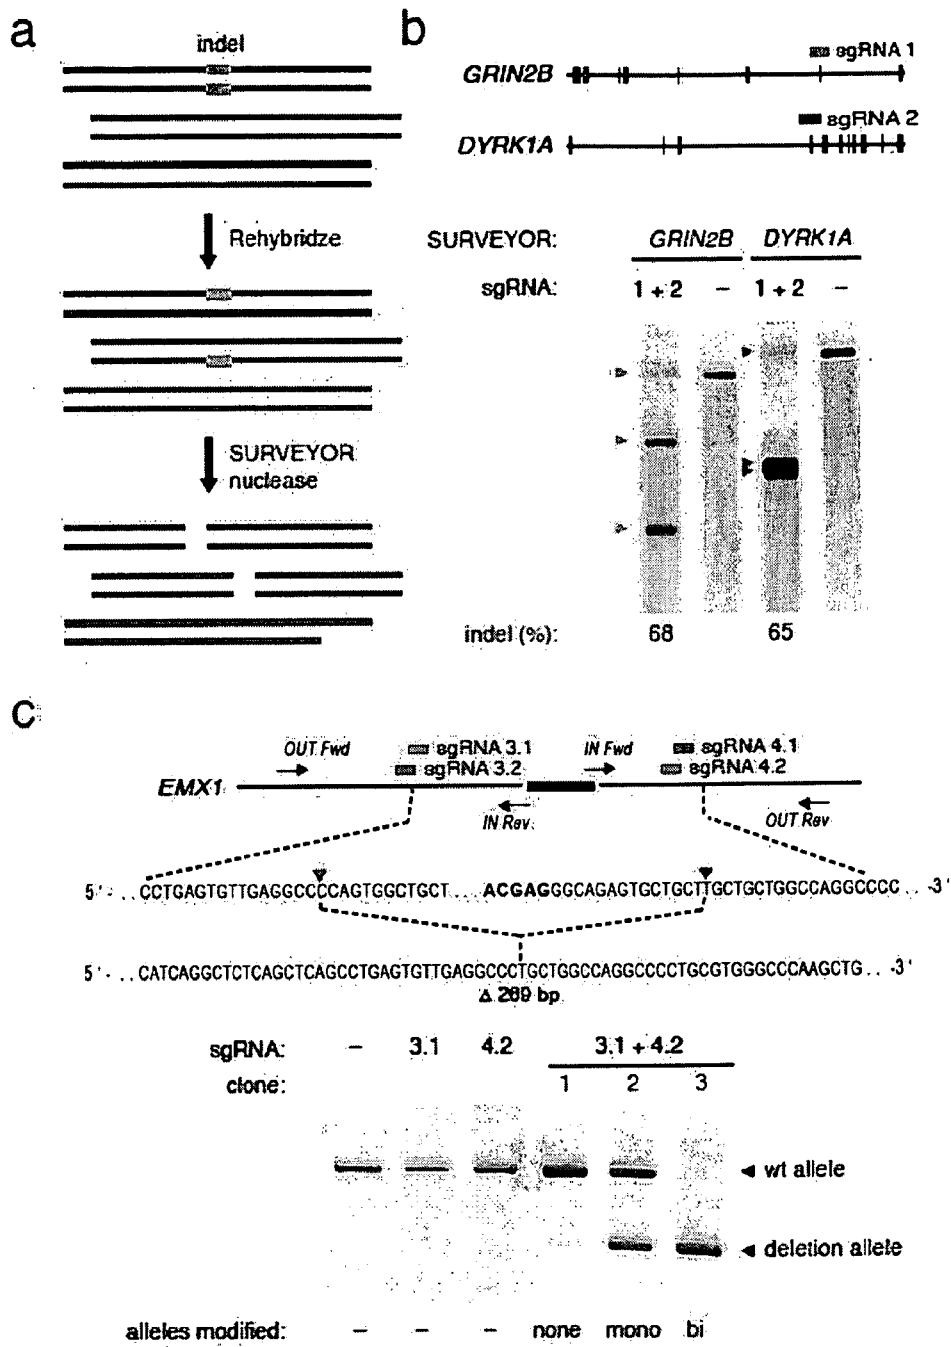 a
indel
Rehybridze
SURVEYOR
nuclease
b
sgRNA 1
GRIN2B
sgRNA 2
DYRK1A
SURVEYOR: GRIN2B DYRK1A
sgRNA: 1 + 2 – 1 + 2 –
indel (%): 68 65
c
OUT Fwd sgRNA 3.1 IN Fwd sgRNA 4.1
sgRNA 3.2 sgRNA 4.2
EMX1
IN Rev OUT Rev
5'-...CCTGAGTGTTGAGGCCCCAGTGGCTGCT....ACGAGGGCAGAGTGCTGCTTGCTGCTGGCCAGGCCCC...-3'
5'-...CATCAGGCTCTCAGCTCAGCCTGAGTGTTGAGGCCCTGCTGGCCAGGCCCCTGCGTGGGCCCAAGCTG...-3'
Δ 269 bp
sgRNA: – 3.1 4.2 3.1 + 4.2
clone: 1 2 3
wt allele
deletion allele
alleles modified: – – – none mono bi